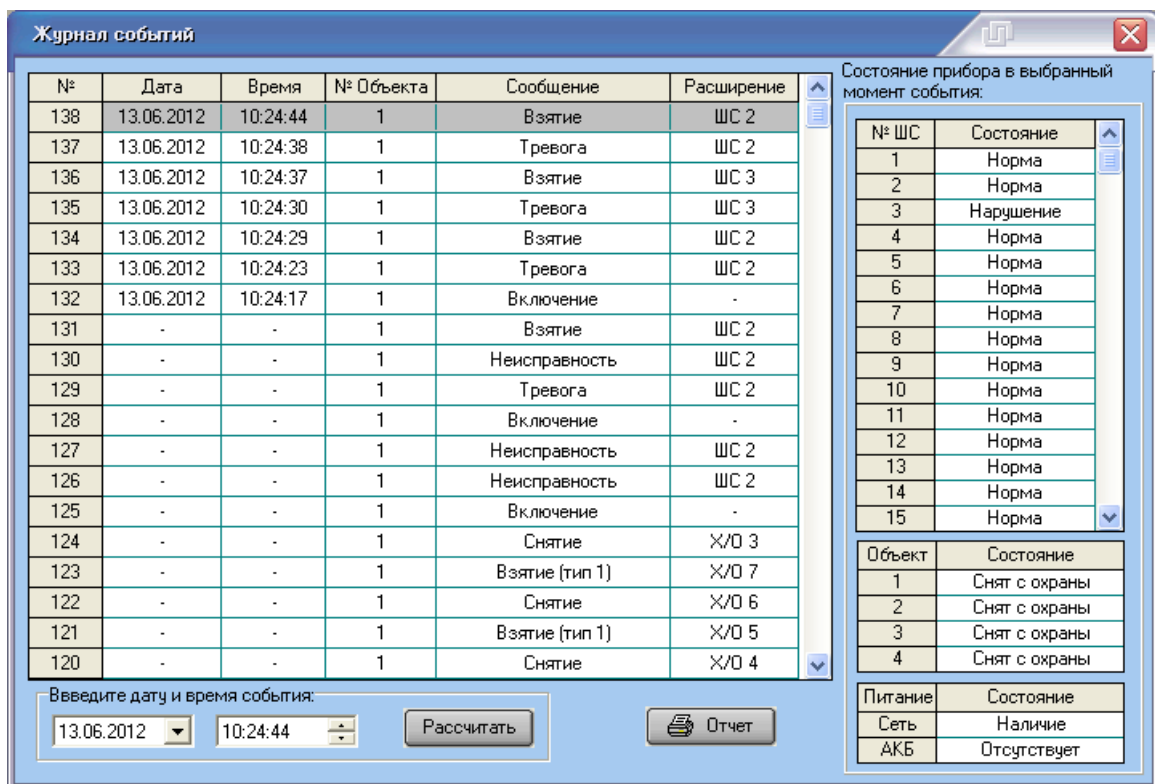 Журнал событий
№ Дата Время № Объекта Сообщение Расширение
138 13.06.2012 10:24:44 1 Взятие ШС 2
137 13.06.2012 10:24:38 1 Тревога ШС 2
136 13.06.2012 10:24:37 1 Взятие ШС 3
135 13.06.2012 10:24:30 1 Тревога ШС 3
134 13.06.2012 10:24:29 1 Взятие ШС 2
133 13.06.2012 10:24:23 1 Тревога ШС 2
132 13.06.2012 10:24:17 1 Включение -
131 - - 1 Взятие ШС 2
130 - - 1 Неисправность ШС 2
129 - - 1 Тревога ШС 2
128 - - 1 Включение -
127 - - 1 Неисправность ШС 2
126 - - 1 Неисправность ШС 2
125 - - 1 Включение -
124 - - 1 Снятие Х/О 3
123 - - 1 Взятие (тип 1) Х/О 7
122 - - 1 Снятие Х/О 6
121 - - 1 Взятие (тип 1) Х/О 5
120 - - 1 Снятие Х/О 4
Ввведите дату и время события:
13.06.2012 10:24:44 Рассчитать Отчет
Состояние прибора в выбранный
момент события:
№ ШС Состояние
1 Норма
2 Норма
3 Нарушение
4 Норма
5 Норма
6 Норма
7 Норма
8 Норма
9 Норма
10 Норма
11 Норма
12 Норма
13 Норма
14 Норма
15 Норма
Объект Состояние
1 Снят с охраны
2 Снят с охраны
3 Снят с охраны
4 Снят с охраны
Питание Состояние
Сеть Наличие
АКБ Отсутствует